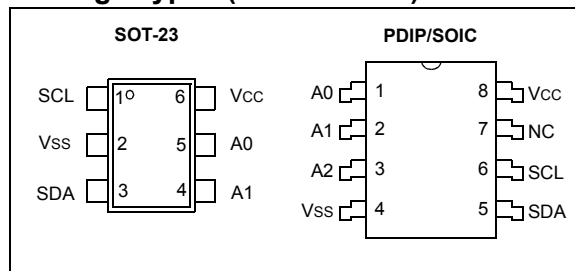 SOT-23
SCL 1 6 Vcc
Vss 2 5 A0
SDA 3 4 A1
PDIP/SOIC
A0 1 8 Vcc
A1 2 7 NC
A2 3 6 SCL
Vss 4 5 SDA